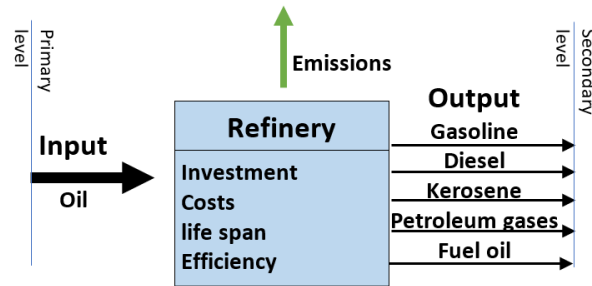 Primary
level
Input
Oil
Emissions
Refinery
Investment
Costs
life span
Efficiency
Output
Gasoline
Diesel
Kerosene
Petroleum gases
Fuel oil
Secondary
level